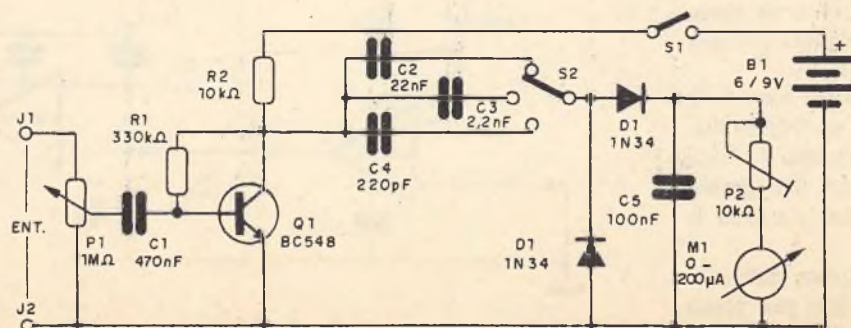 S1
+
B1
6/9V
R2
10kΩ
C2
22nF
S2
C3
2,2nF
J1
R1
330kΩ
D1
1N34
C4
220pF
P2
10kΩ
C5
100nF
ENT.
P1
1MΩ
C1
470nF
Q1
BC548
D1
1N34
M1
0 –
200µA
J2